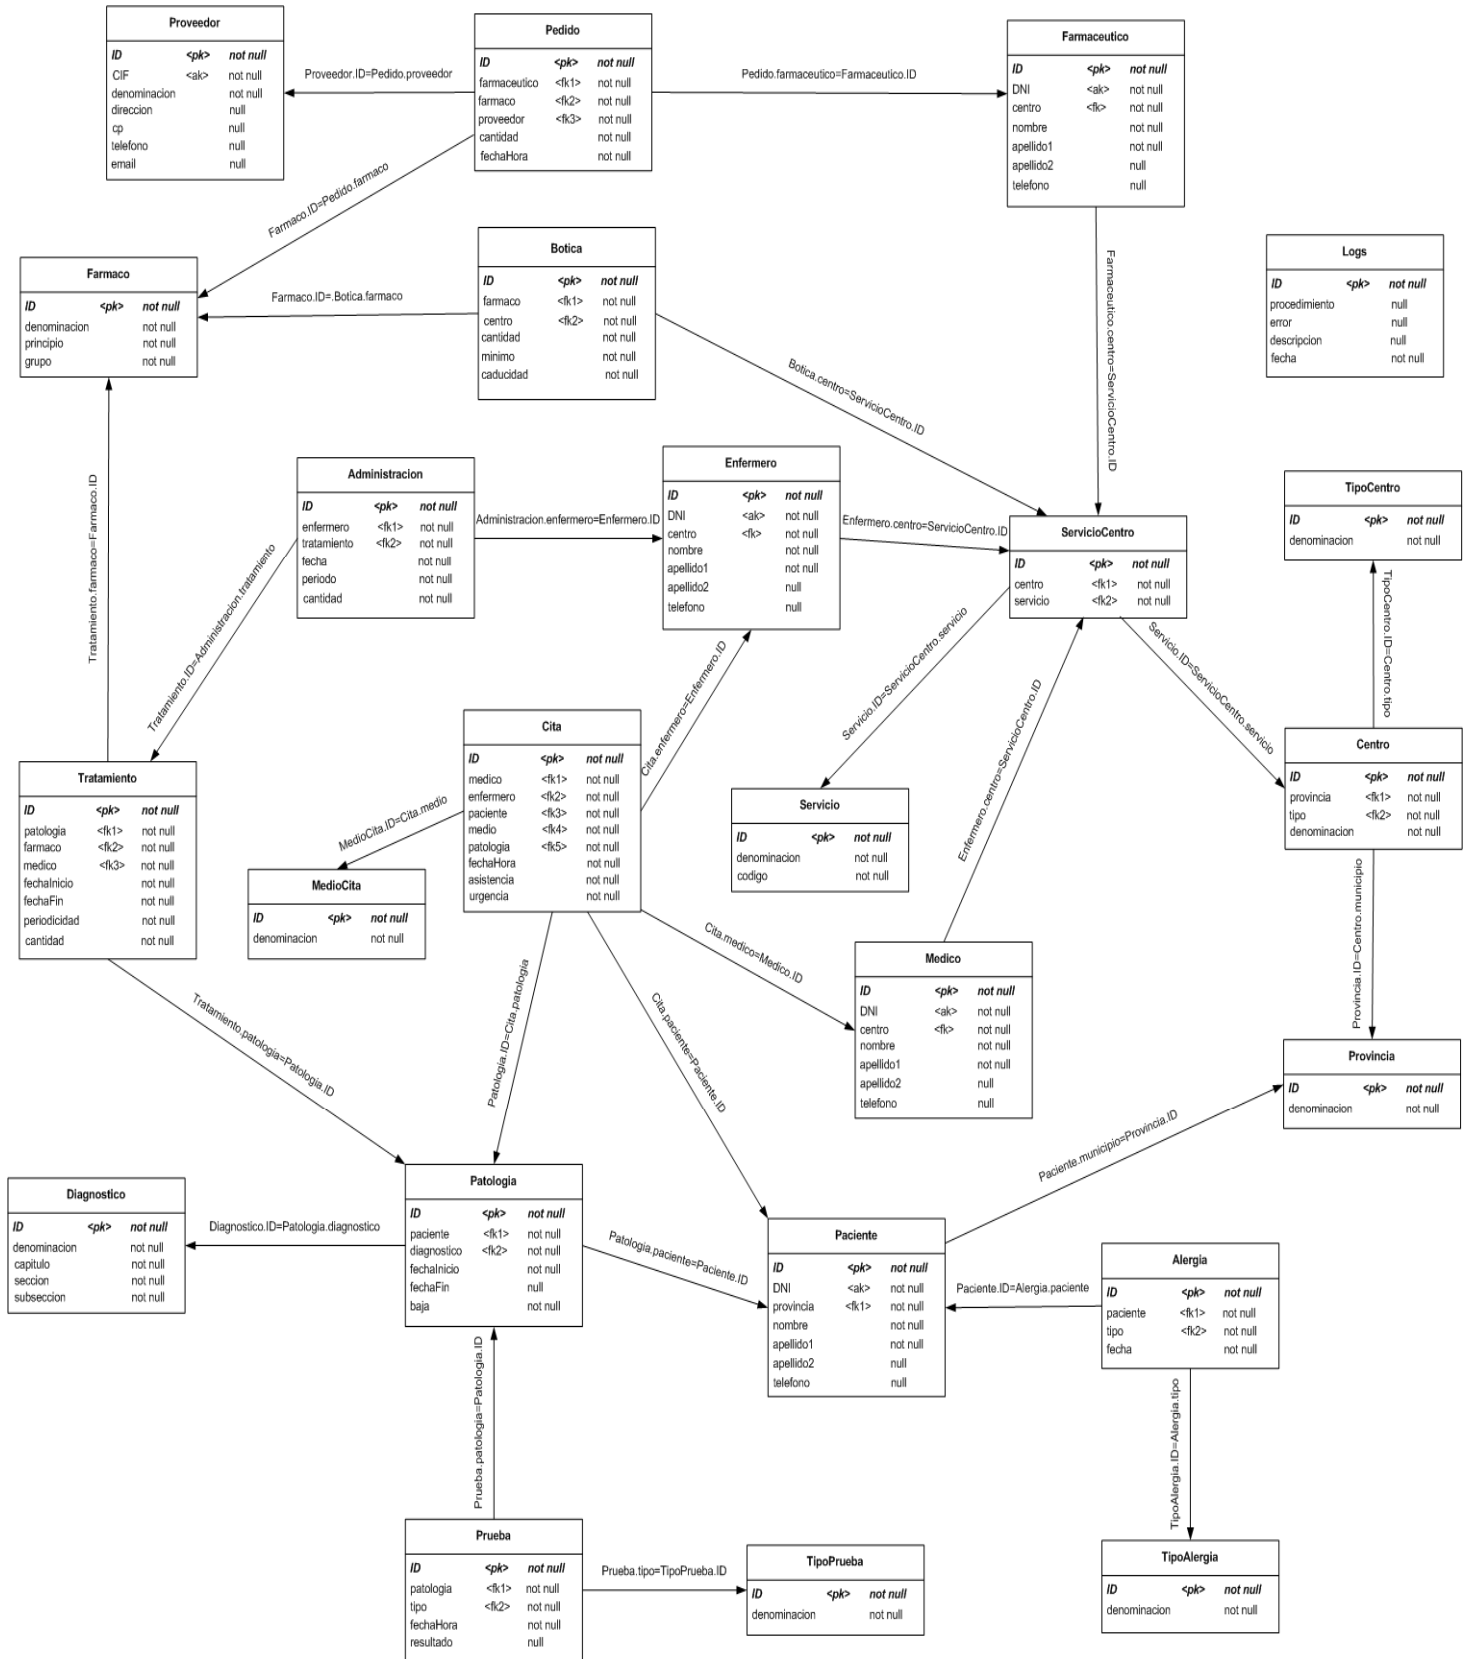 Proveedor
ID <pk> not null
CIF <ak> not null
denominacion not null
direccion null
cp null
telefono null
email null
Proveedor.ID=Pedido.proveedor
Pedido
ID <pk> not null
farmaceutico <fk1> not null
farmaco <fk2> not null
proveedor <fk3> not null
cantidad not null
fechaHora not null
Pedido.farmaceutico=Farmaceutico.ID
Farmaceutico
ID <pk> not null
DNI <ak> not null
centro <fk> not null
nombre not null
apellido1 not null
apellido2 null
telefono null
Farmaco.ID=Pedido.farmaco
Farmaceutico.centro=ServicioCentro.ID
Farmaco
ID <pk> not null
denominacion not null
principio not null
grupo not null
Farmaco.ID=.Botica.farmaco
Botica
ID <pk> not null
farmaco <fk1> not null
centro <fk2> not null
cantidad not null
minimo not null
caducidad not null
Botica.centro=ServicioCentro.ID
Logs
ID <pk> not null
procedimiento null
error null
descripcion null
fecha not null
Tratamiento.farmaco=Farmaco.ID
Administracion
ID <pk> not null
enfermero <fk1> not null
tratamiento <fk2> not null
fecha not null
periodo not null
cantidad not null
Administracion.enfermero=Enfermero.ID
Tratamiento.ID=Administracion.tratamiento
Enfermero
ID <pk> not null
DNI <ak> not null
centro <fk> not null
nombre not null
apellido1 not null
apellido2 null
telefono null
Enfermero.centro=ServicioCentro.ID
ServicioCentro
ID <pk> not null
centro <fk1> not null
servicio <fk2> not null
TipoCentro
ID <pk> not null
denominacion not null
TipoCentro.ID=Centro.tipo
Servicio.ID=ServicioCentro.servicio
Servicio.ID=ServicioCentro.servicio
Enfermero.centro=ServicioCentro.ID
Cita.enfermero=Enfermero.ID
Cita
ID <pk> not null
medico <fk1> not null
enfermero <fk2> not null
paciente <fk3> not null
medio <fk4> not null
patologia <fk5> not null
fechaHora not null
asistencia not null
urgencia not null
MedioCita.ID=Cita.medio
Tratamiento
ID <pk> not null
patologia <fk1> not null
farmaco <fk2> not null
medico <fk3> not null
fechaInicio not null
fechaFin not null
periodicidad not null
cantidad not null
MedioCita
ID <pk> not null
denominacion not null
Servicio
ID <pk> not null
denominacion not null
codigo not null
Centro
ID <pk> not null
provincia <fk1> not null
tipo <fk2> not null
denominacion not null
Provincia.ID=Centro.municipio
Cita.medico=Medico.ID
Medico
ID <pk> not null
DNI <ak> not null
centro <fk> not null
nombre not null
apellido1 not null
apellido2 null
telefono null
Tratamiento.patologia=Patologia.ID
Patologia.ID=Cita.patologia
Cita.paciente=Paciente.ID
Provincia
ID <pk> not null
denominacion not null
Paciente.municipio=Provincia.ID
Diagnostico
ID <pk> not null
denominacion not null
capitulo not null
seccion not null
subseccion not null
Diagnostico.ID=Patologia.diagnostico
Patologia
ID <pk> not null
paciente <fk1> not null
diagnostico <fk2> not null
fechaInicio not null
fechaFin null
baja not null
Patologia.paciente=Paciente.ID
Paciente
ID <pk> not null
DNI <ak> not null
provincia <fk1> not null
nombre not null
apellido1 not null
apellido2 null
telefono null
Paciente.ID=Alergia.paciente
Alergia
ID <pk> not null
paciente <fk1> not null
tipo <fk2> not null
fecha not null
Prueba.patologia=Patologia.ID
TipoAlergia.ID=Alergia.tipo
Prueba
ID <pk> not null
patologia <fk1> not null
tipo <fk2> not null
fechaHora not null
resultado null
Prueba.tipo=TipoPrueba.ID
TipoPrueba
ID <pk> not null
denominacion not null
TipoAlergia
ID <pk> not null
denominacion not null